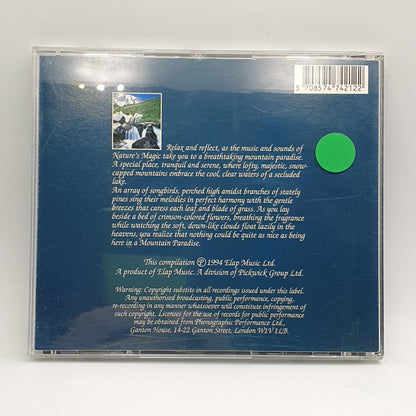 5 708574 742122
Relax and reflect, as the music and sounds of
Nature's Magic take you to a breathtaking mountain paradise.
A special place, tranquil and serene, where lofty, majestic, snow-
capped mountains embrace the cool, clear waters of a secluded
lake.
An array of songbirds, perched high amidst branches of stately
pines sing their melodies in perfect harmony with the gentle
breezes that caress each leaf and blade of grass. As you lay
beside a bed of crimson-colored flowers, breathing the fragrance
while watching the soft, down-like clouds float lazily in the
heavens, you realize that nothing could be quite as nice as being
here in a Mountain Paradise.
This compilation Ⓟ 1994 Elap Music Ltd.
A product of Elap Music. A division of Pickwick Group Ltd.
Warning: Copyright substits in all recordings issued under this label.
Any unauthorised broadcasting, public performance, copying,
re-recording in any manner whatsoever will constitute infringement of
such copyright. Licenses for the use of records for public performance
may be obtained from Phonographic Performance Ltd.,
Ganton House, 14-22 Ganton Street, London W1V 1LB.